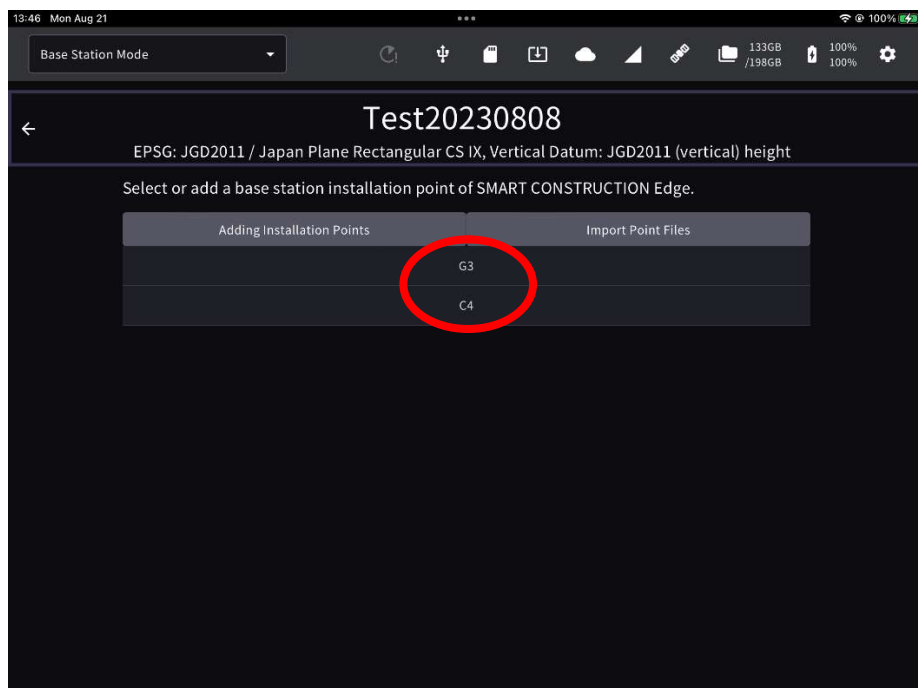 13:46 Mon Aug 21 100%
Base Station Mode 133GB /198GB 100% 100%
Test20230808
EPSG: JGD2011 / Japan Plane Rectangular CS IX, Vertical Datum: JGD2011 (vertical) height
Select or add a base station installation point of SMART CONSTRUCTION Edge.
Adding Installation Points Import Point Files
G3
C4